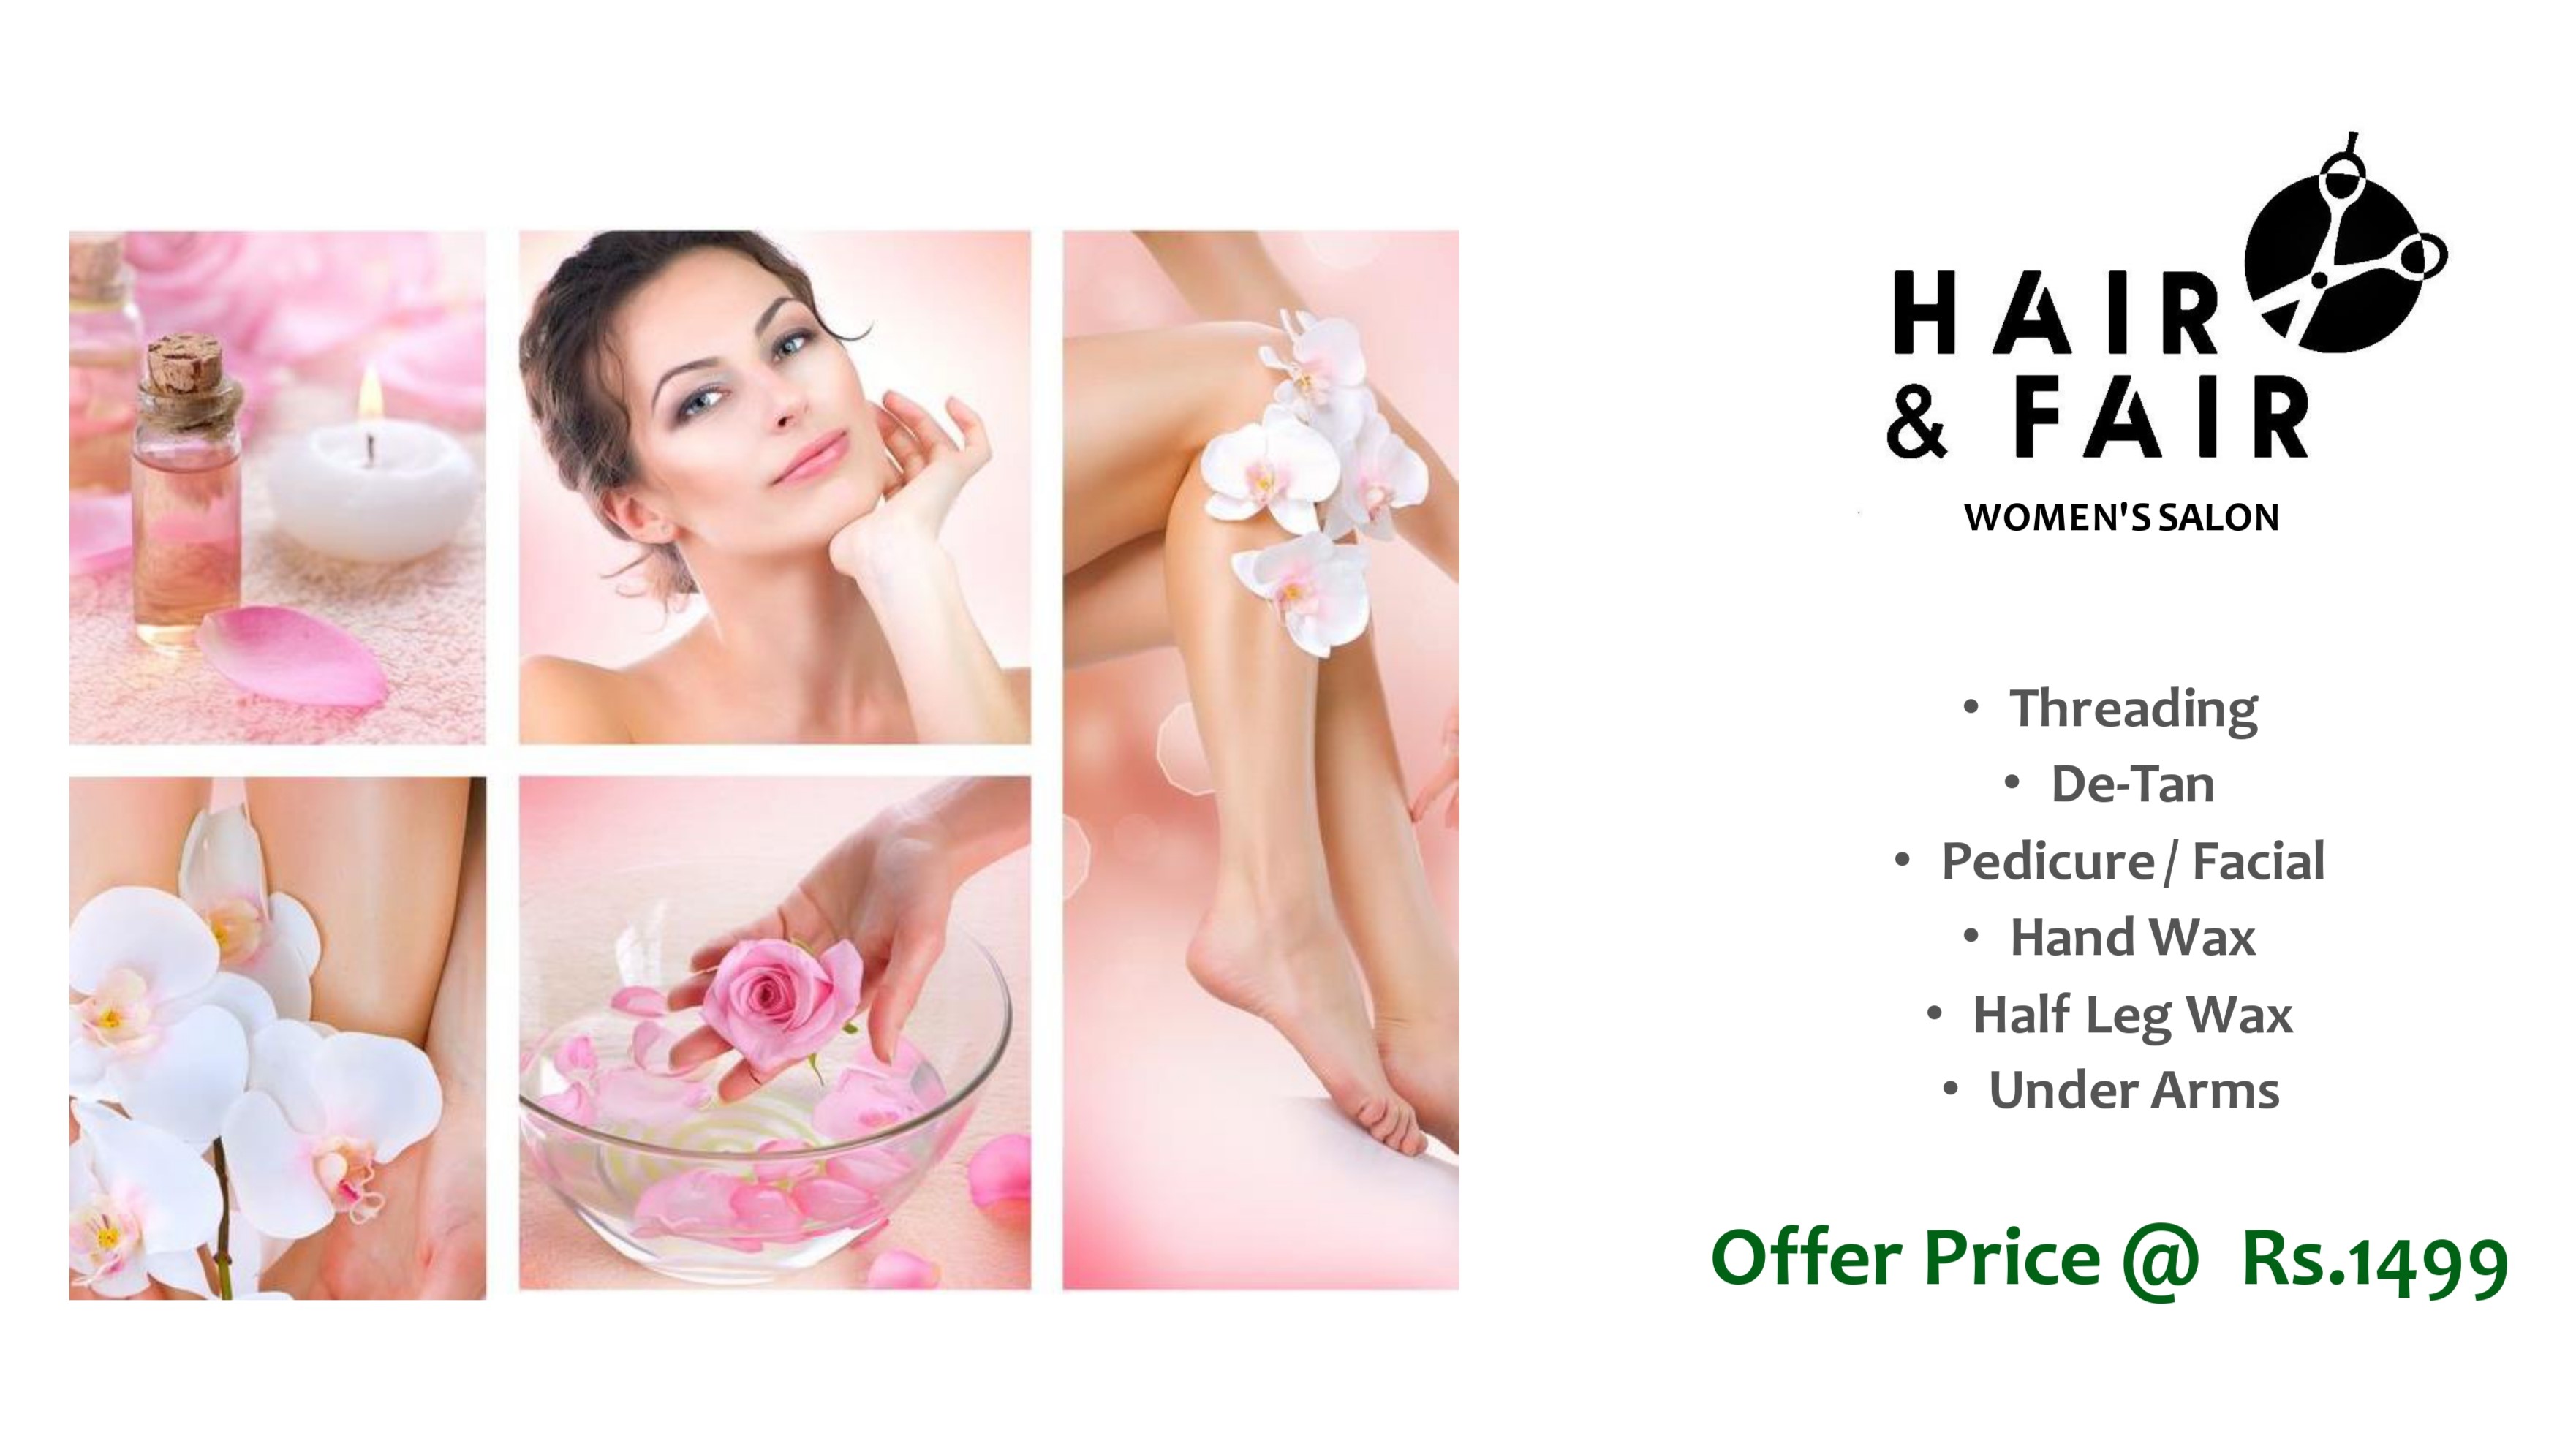 HAIR
& FAIR
WOMEN'S SALON
• Threading
• De-Tan
• Pedicure / Facial
• Hand Wax
• Half Leg Wax
• Under Arms
Offer Price @ Rs.1499